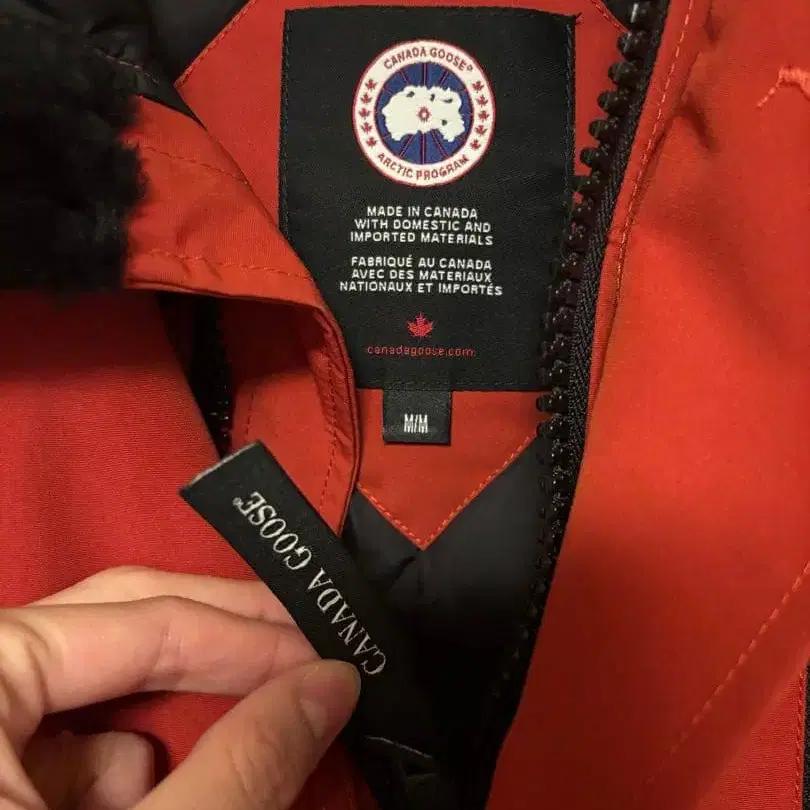 CANADA GOOSE®
ARCTIC PROGRAM
MADE IN CANADA
WITH DOMESTIC AND
IMPORTED MATERIALS
FABRIQUÉ AU CANADA
AVEC DES MATERIAUX
NATIONAUX ET IMPORTÉS
canadagoose.com
M/M
CANADA GOOSE®